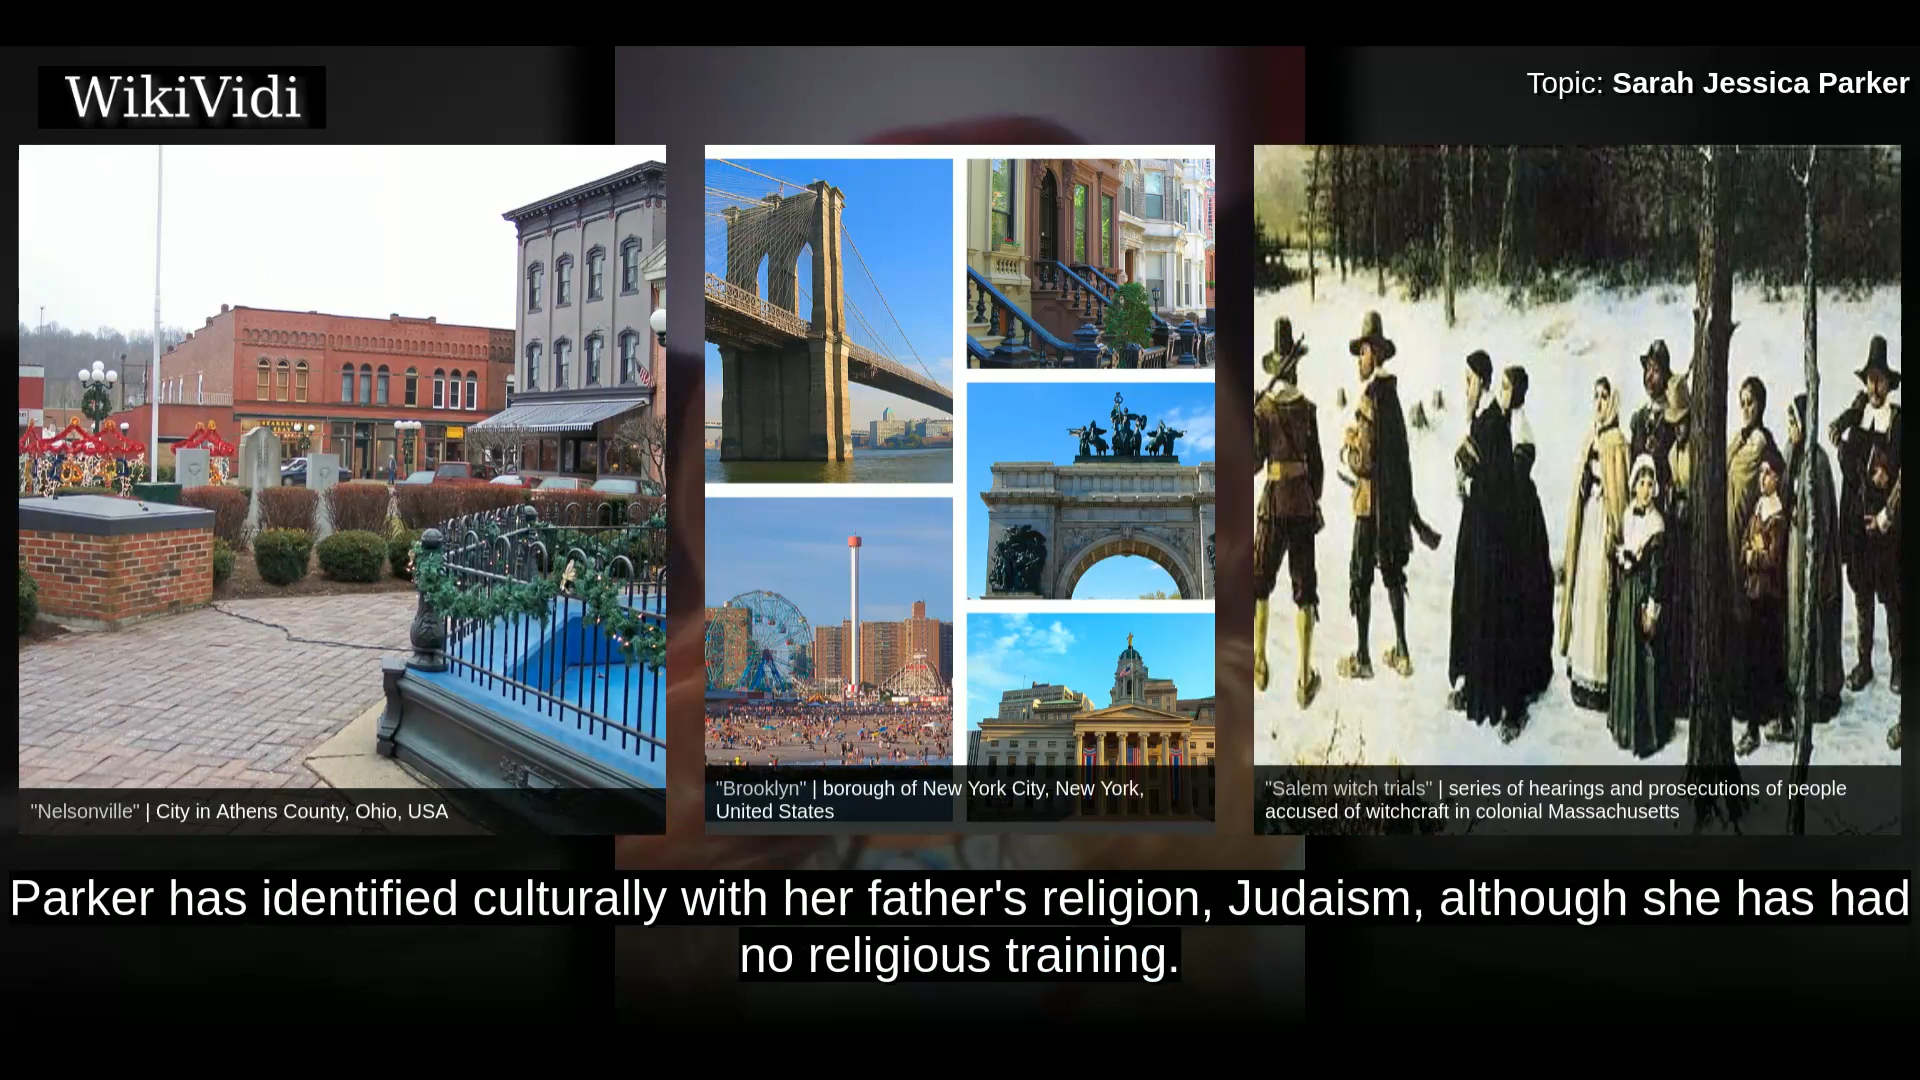 WikiVidi
Topic: Sarah Jessica Parker
"Nelsonville" | City in Athens County, Ohio, USA
"Brooklyn" | borough of New York City, New York,
United States
"Salem witch trials" | series of hearings and prosecutions of people
accused of witchcraft in colonial Massachusetts
Parker has identified culturally with her father's religion, Judaism, although she has had
no religious training.